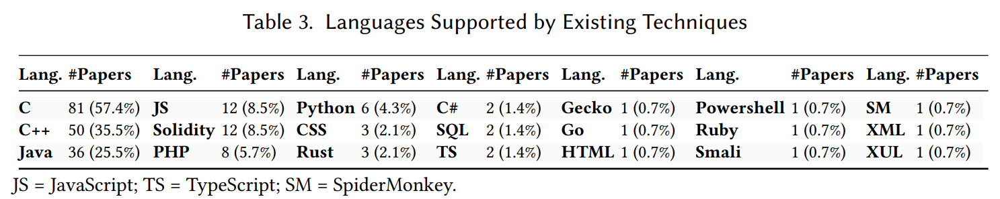 Table 3. Languages Supported by Existing Techniques
Lang. #Papers Lang. #Papers Lang. #Papers Lang. #Papers Lang. #Papers Lang. #Papers Lang. #Papers
C 81 (57.4%) JS 12 (8.5%) Python 6 (4.3%) C# 2 (1.4%) Gecko 1 (0.7%) Powershell 1 (0.7%) SM 1 (0.7%)
C++ 50 (35.5%) Solidity 12 (8.5%) CSS 3 (2.1%) SQL 2 (1.4%) Go 1 (0.7%) Ruby 1 (0.7%) XML 1 (0.7%)
Java 36 (25.5%) PHP 8 (5.7%) Rust 3 (2.1%) TS 2 (1.4%) HTML 1 (0.7%) Smali 1 (0.7%) XUL 1 (0.7%)
JS = JavaScript; TS = TypeScript; SM = SpiderMonkey.